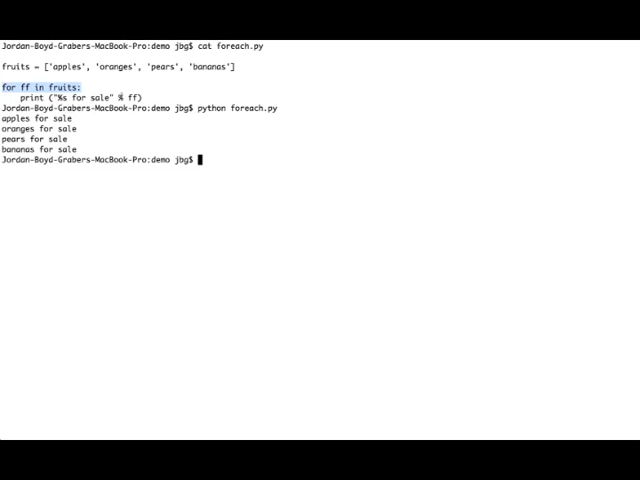 Jordan-Boyd-Grabers-MacBook-Pro:demo jbg$ cat foreach.py
fruits = ['apples', 'oranges', 'pears', 'bananas']
for ff in fruits:
    print ("%s for sale" % ff)
Jordan-Boyd-Grabers-MacBook-Pro:demo jbg$ python foreach.py
apples for sale
oranges for sale
pears for sale
bananas for sale
Jordan-Boyd-Grabers-MacBook-Pro:demo jbg$